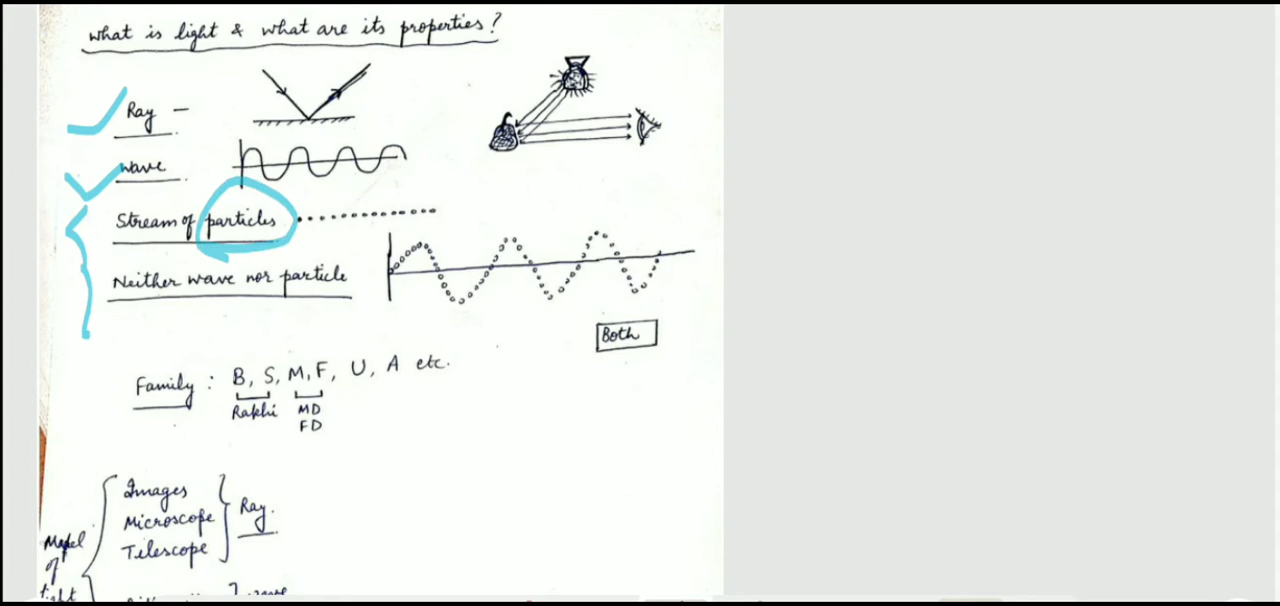 what is light & what are its properties?
Ray –
wave
Stream of particles
Neither wave nor particle
Both
Family : B, S, M, F, U, A etc.
Rakhi MD
FD
Images
Microscope
Telescope
Ray.
Model
of
light